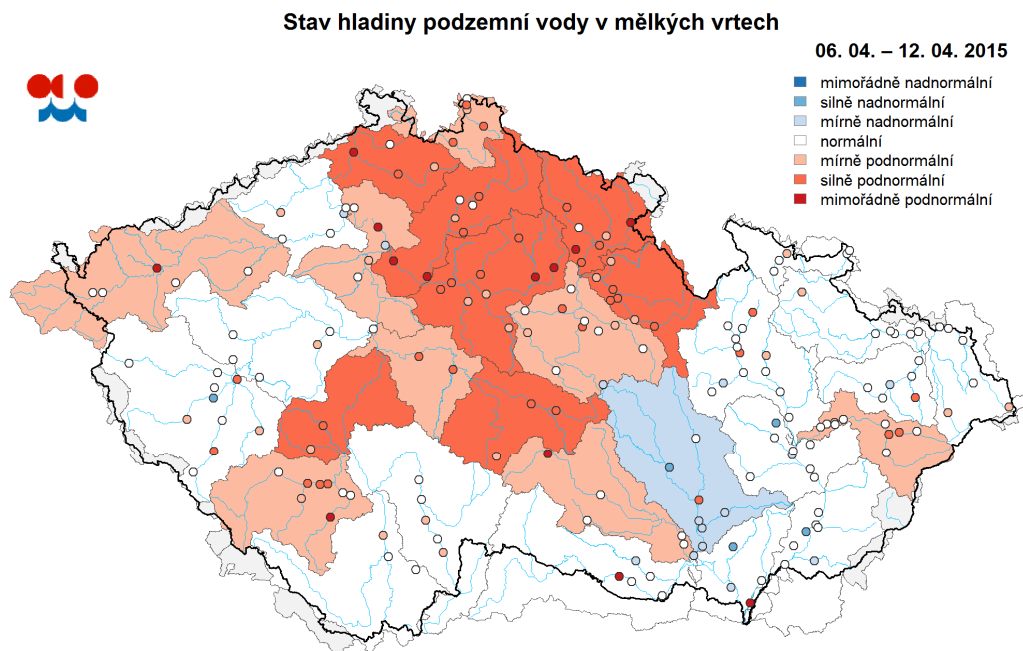 Stav hladiny podzemní vody v mělkých vrtech
06. 04. – 12. 04. 2015
mimořádně nadnormální
silně nadnormální
mírně nadnormální
normální
mírně podnormální
silně podnormální
mimořádně podnormální